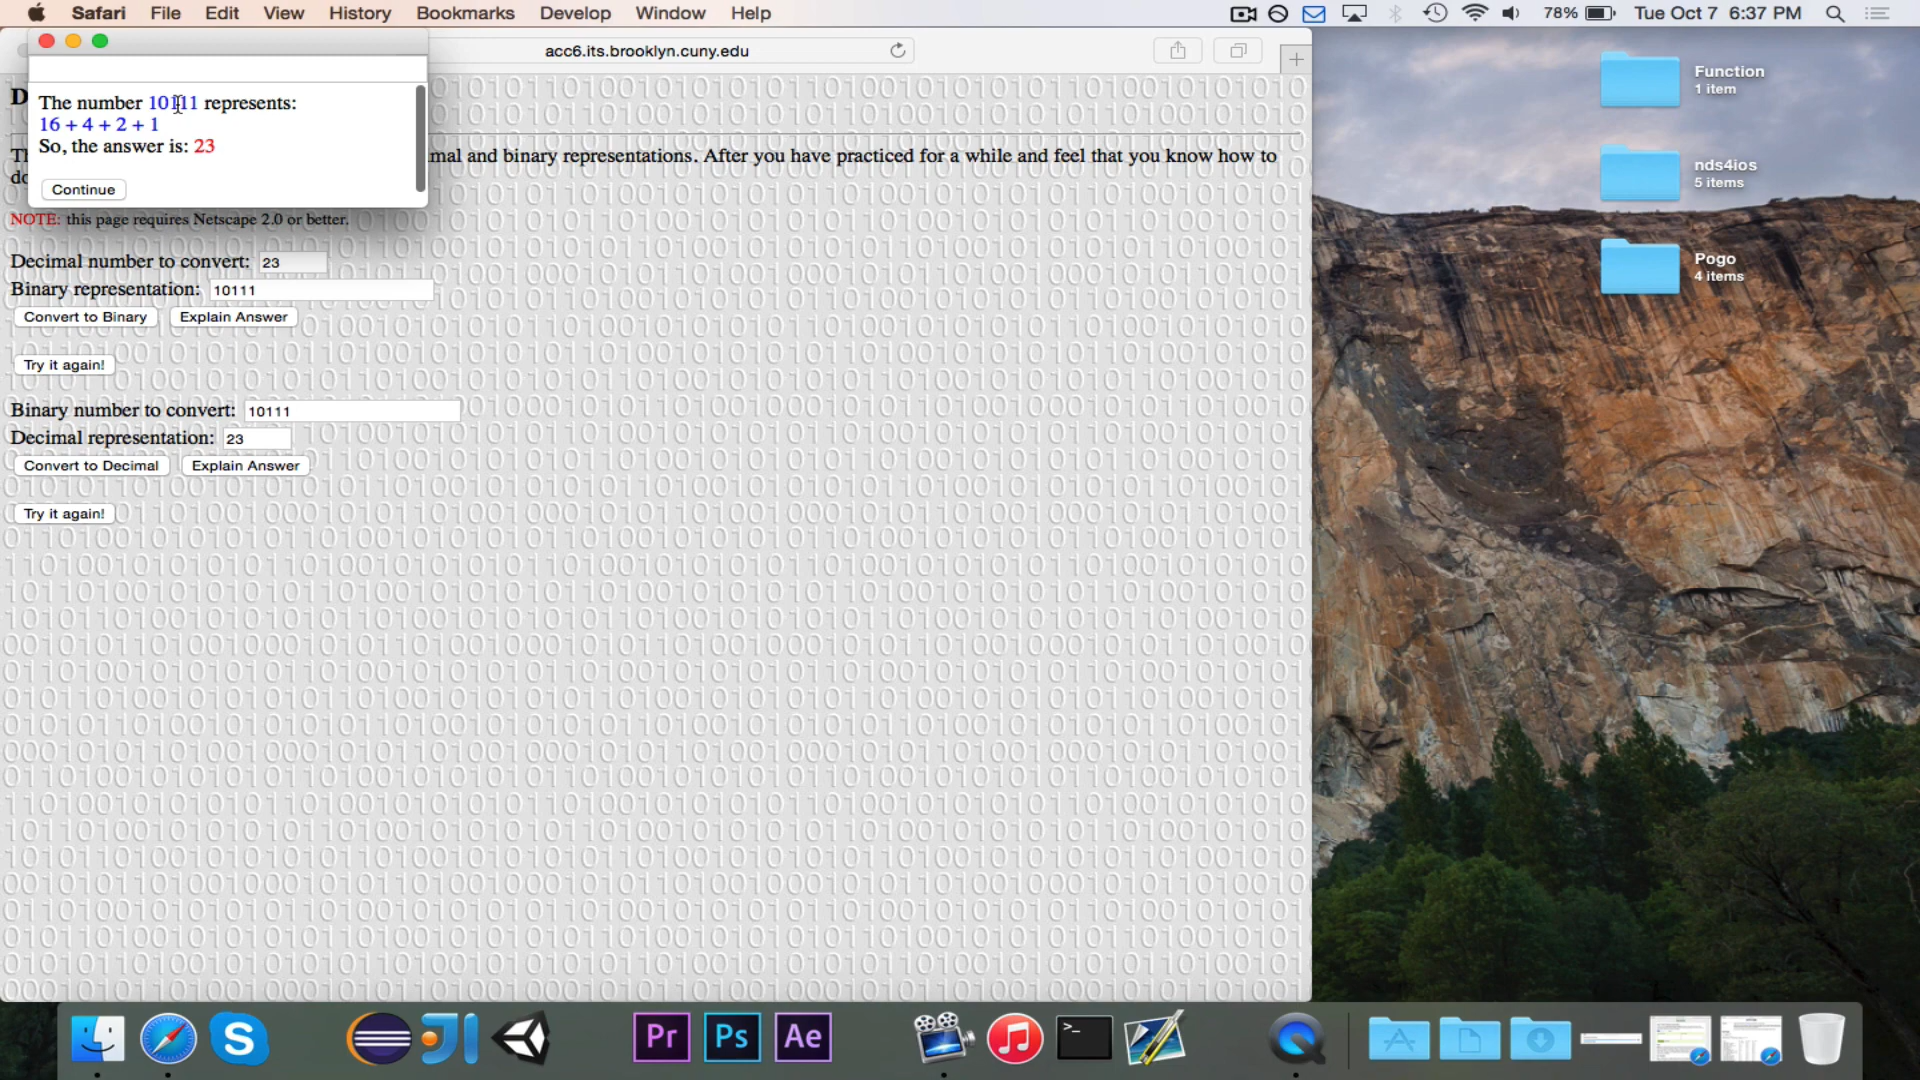 Safari File Edit View History Bookmarks Develop Window Help
78% Tue Oct 7 6:37 PM
acc6.its.brooklyn.cuny.edu
The number 10111 represents:
16 + 4 + 2 + 1
So, the answer is: 23
Continue
mal and binary representations. After you have practiced for a while and feel that you know how to
NOTE: this page requires Netscape 2.0 or better.
Decimal number to convert: 23
Binary representation: 10111
Convert to Binary Explain Answer
Try it again!
Binary number to convert: 10111
Decimal representation: 23
Convert to Decimal Explain Answer
Try it again!
Function
1 item
nds4ios
5 items
Pogo
4 items
Pr Ps Ae